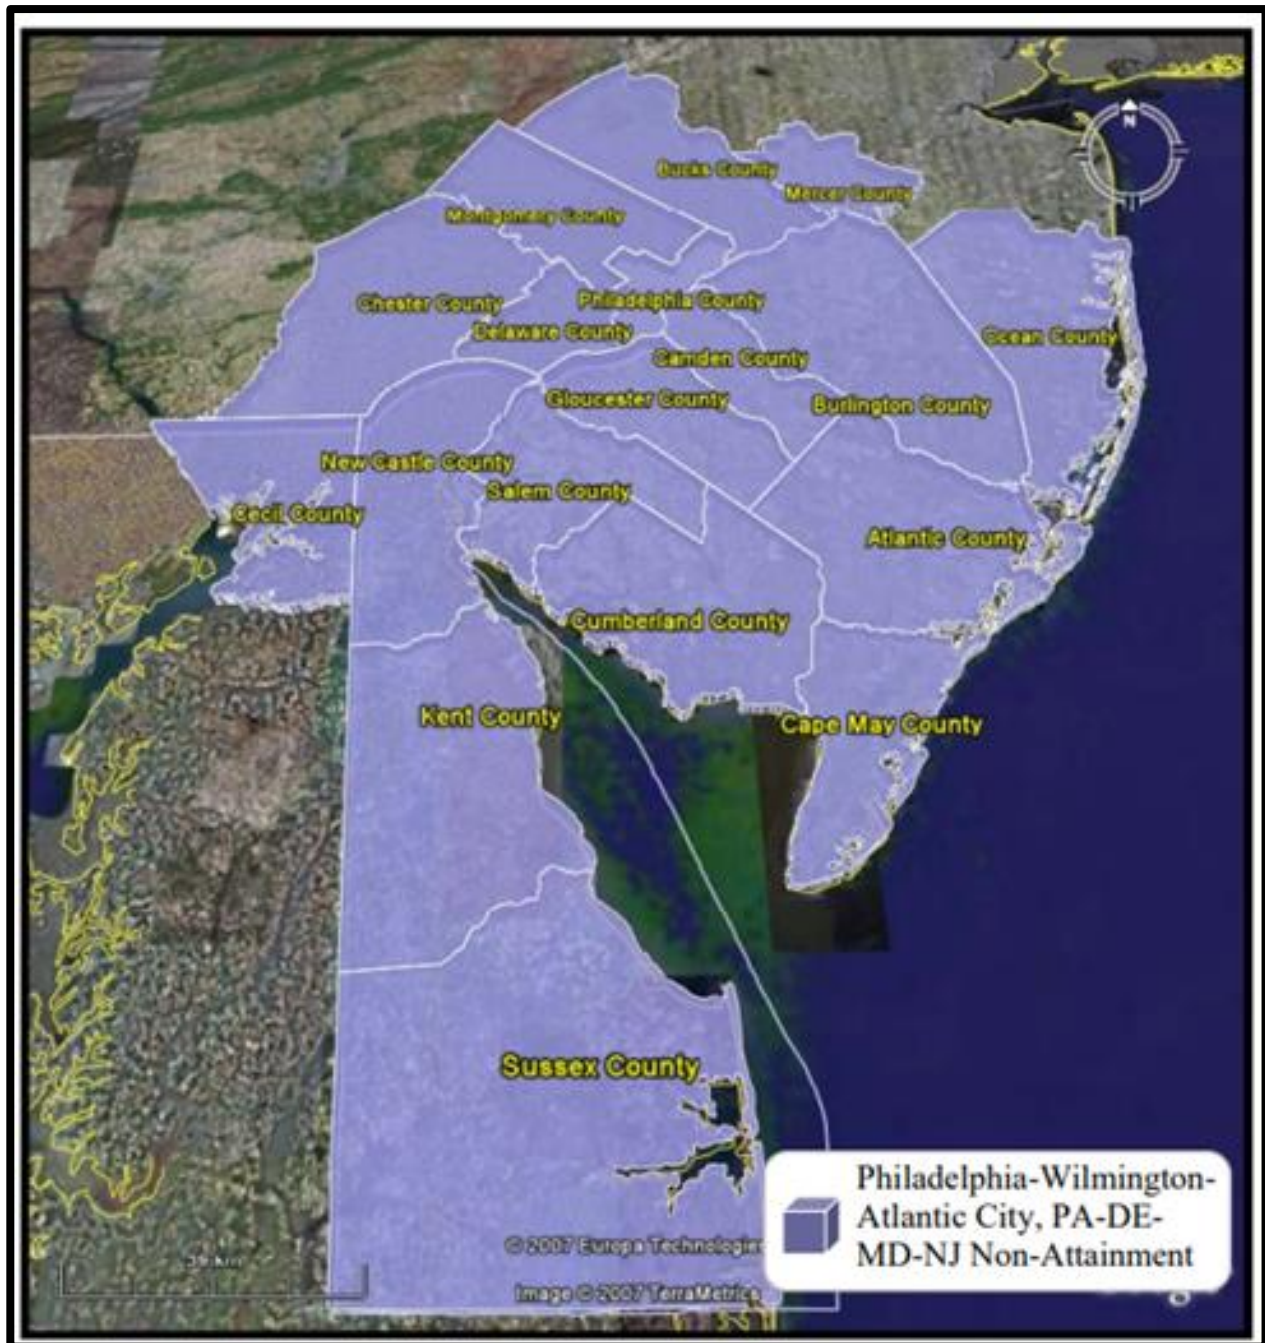 N
Bucks County
Mercer County
Montgomery County
Chester County
Philadelphia County
Delaware County
Ocean County
Camden County
Gloucester County
Burlington County
New Castle County
Salem County
Cecil County
Atlantic County
Cumberland County
Kent County
Cape May County
Sussex County
Philadelphia-Wilmington-
Atlantic City, PA-DE-
MD-NJ Non-Attainment
© 2007 Europa Technologies
Image © 2007 TerraMetrics